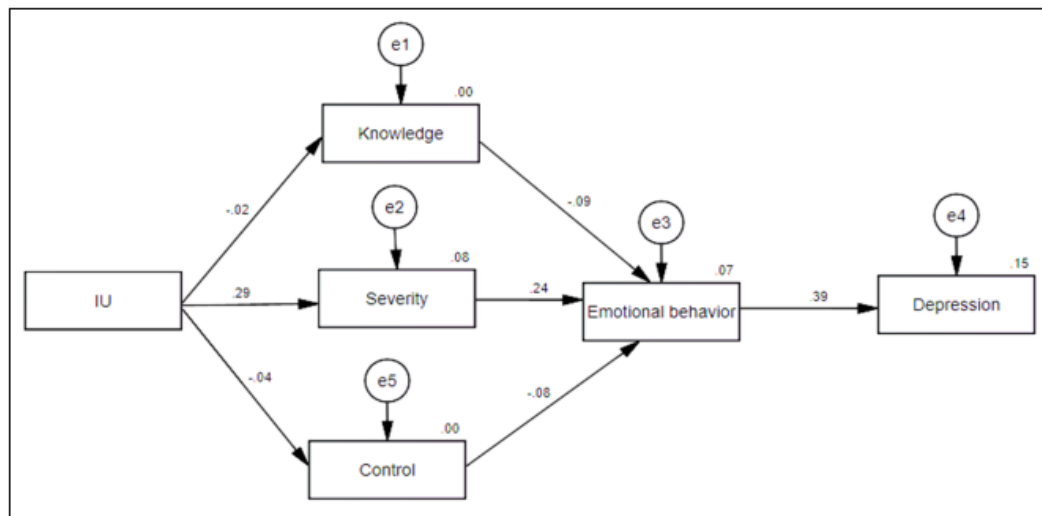 e1
.00
Knowledge
-.02
-.09
e2
e3
e4
.08
.07
.15
IU
.29
Severity
.24
Emotional behavior
.39
Depression
-.04
e5
-.08
.00
Control